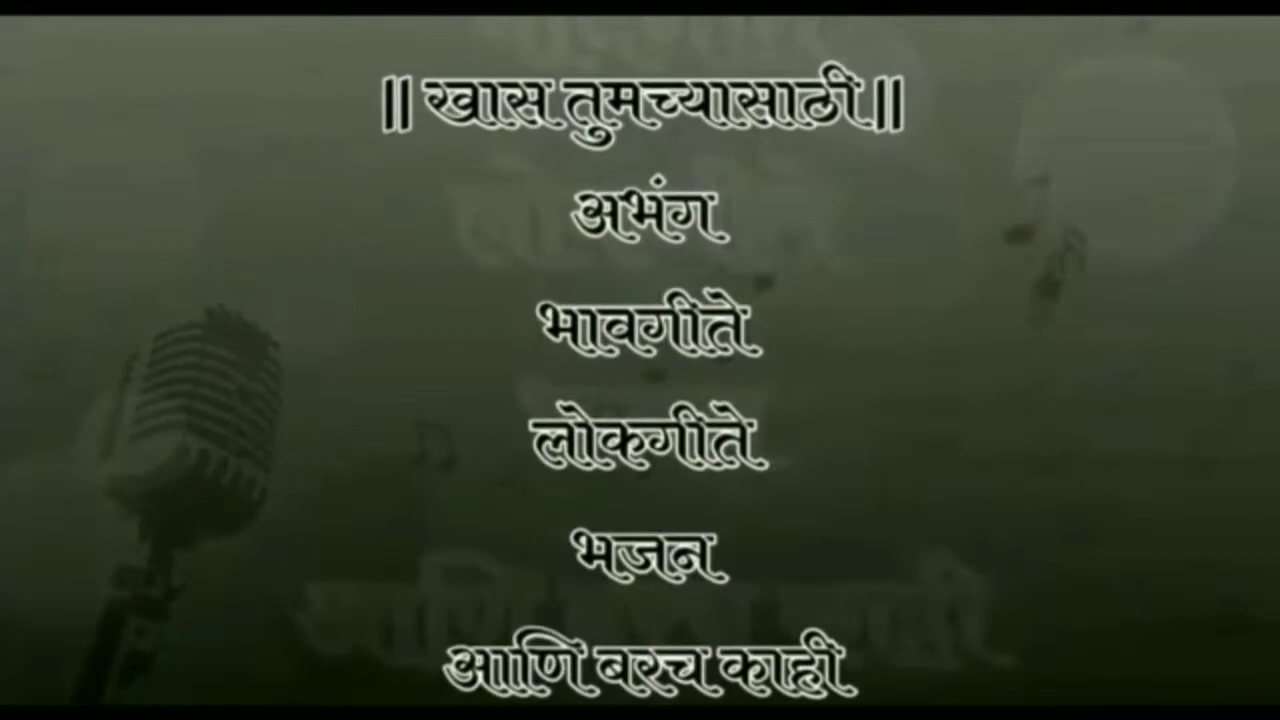 ॥ खास तुमच्यासाठी ॥
अभंग
भावगीते
लोकगीते
भजन
आणि बरच काही